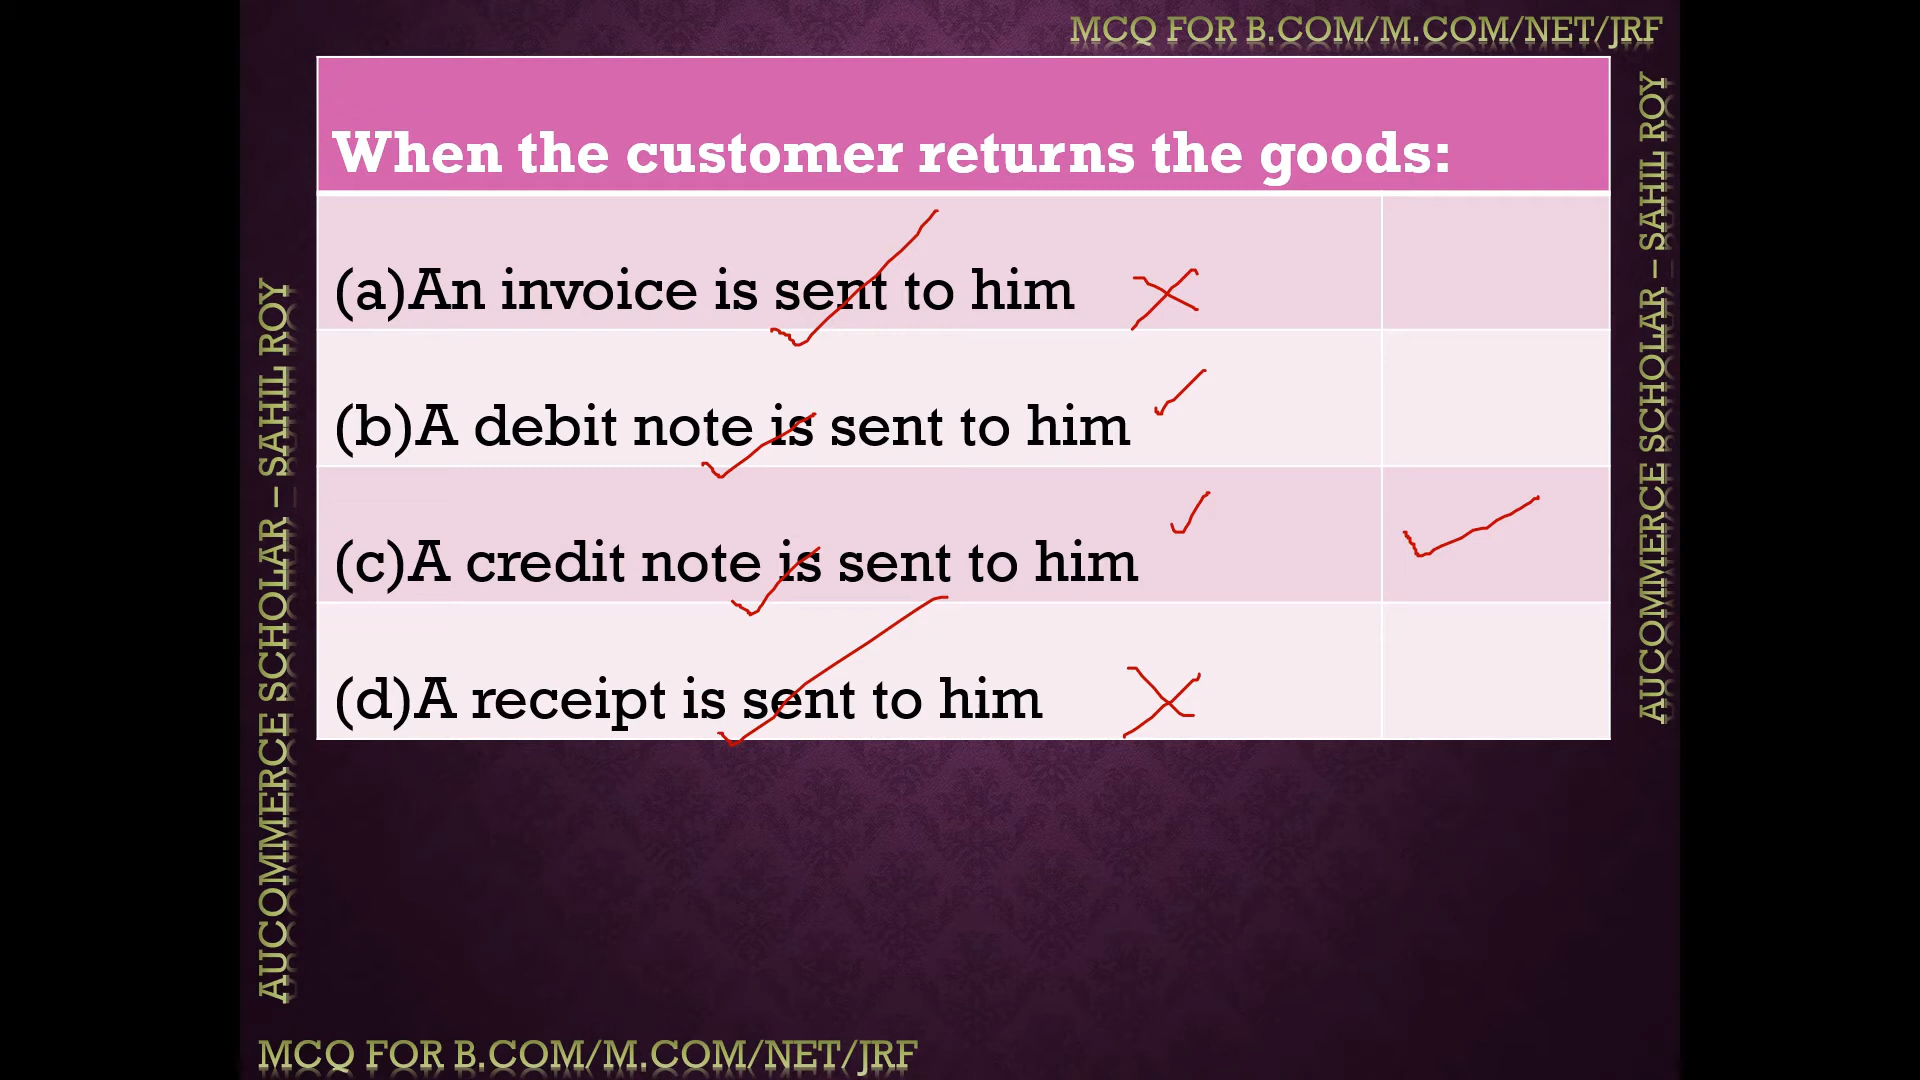 MCQ FOR B.COM/M.COM/NET/JRF
When the customer returns the goods:
(a)An invoice is sent to him
(b)A debit note is sent to him
(c)A credit note is sent to him
(d)A receipt is sent to him
AUCOMMERCE SCHOLAR – SAHIL ROY
AUCOMMERCE SCHOLAR – SAHIL ROY
MCQ FOR B.COM/M.COM/NET/JRF